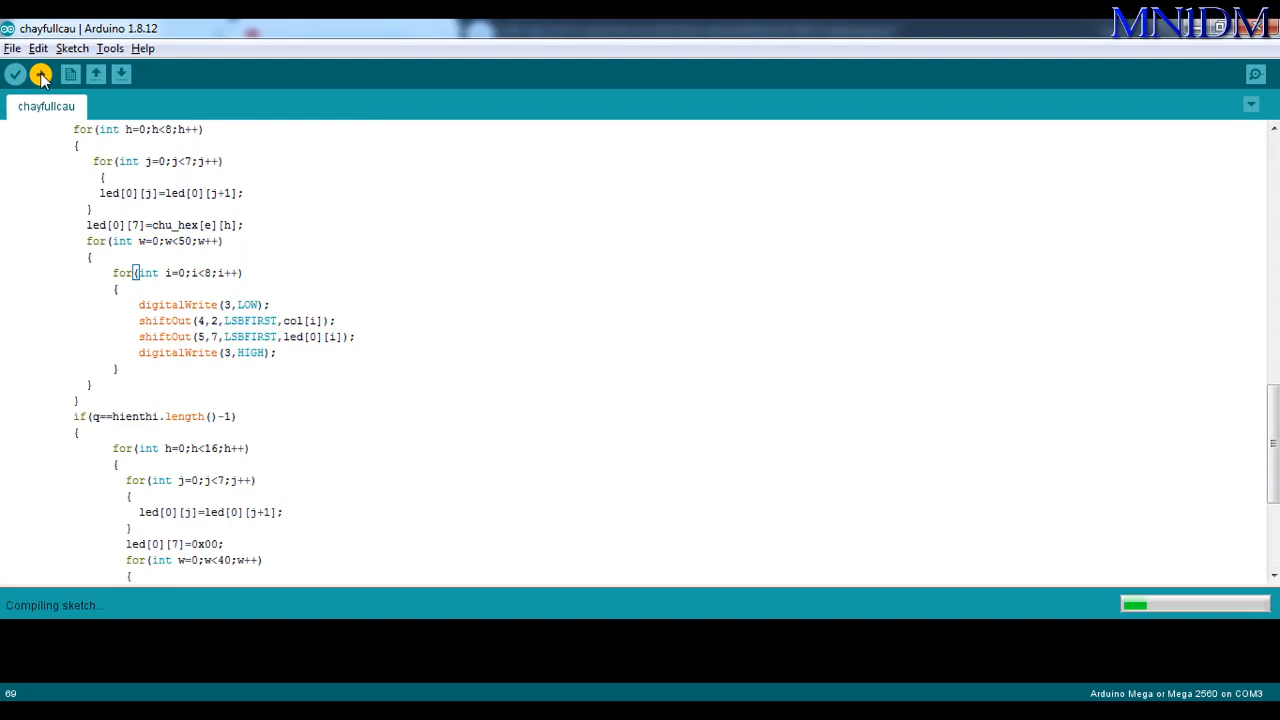 MNIDM
chayfullcau | Arduino 1.8.12
File Edit Sketch Tools Help
chayfullcau
for(int h=0;h<8;h++)
{
for(int j=0;j<7;j++)
{
led[0][j]=led[0][j+1];
}
led[0][7]=chu_hex[e][h];
for(int w=0;w<50;w++)
{
for(int i=0;i<8;i++)
{
digitalWrite(3,LOW);
shiftOut(4,2,LSBFIRST,col[i]);
shiftOut(5,7,LSBFIRST,led[0][i]);
digitalWrite(3,HIGH);
}
}
}
if(q==hienthi.length()-1)
{
for(int h=0;h<16;h++)
{
for(int j=0;j<7;j++)
{
led[0][j]=led[0][j+1];
}
led[0][7]=0x00;
for(int w=0;w<40;w++)
{
Compiling sketch...
69
Arduino Mega or Mega 2560 on COM3